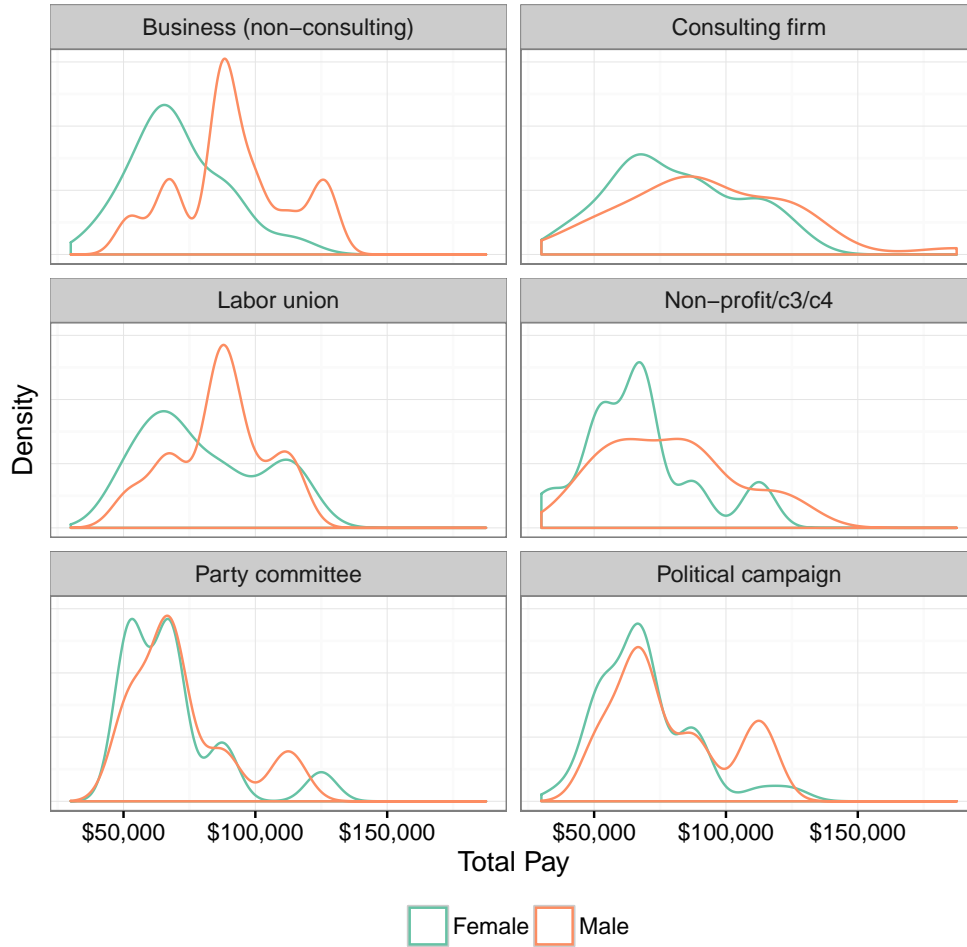 Business (non−consulting)
Consulting firm
Labor union
Non−profit/c3/c4
Density
Party committee
Political campaign
$50,000 $100,000 $150,000
$50,000 $100,000 $150,000
Total Pay
Female Male